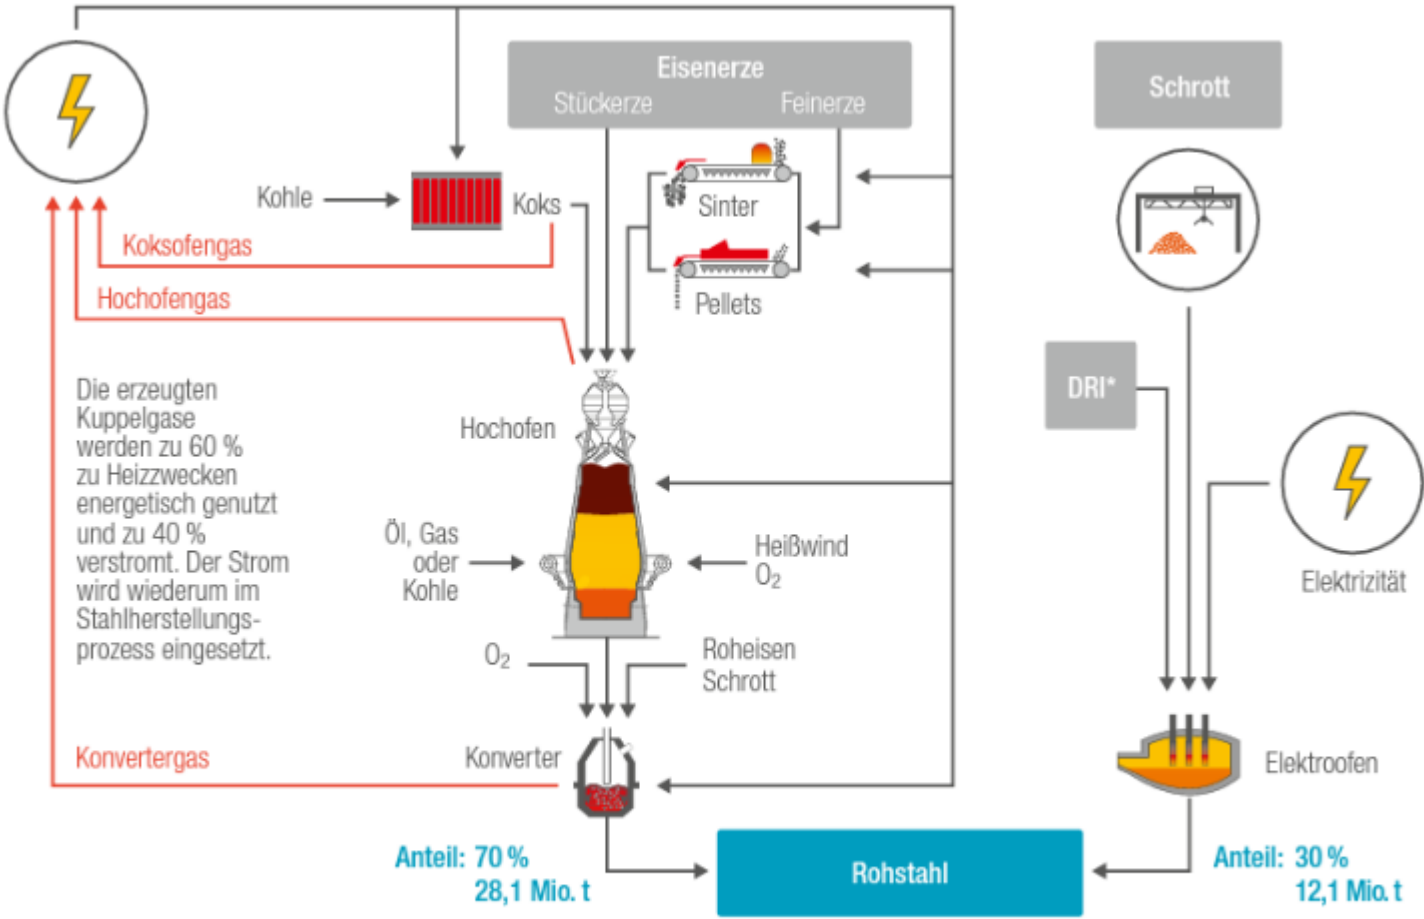 Eisenerze
Stückerze
Feinerze
Schrott
Kohle
Koks
Sinter
Pellets
Koksofengas
Hochofengas
Die erzeugten
Kuppelgase
werden zu 60 %
zu Heizzwecken
energetisch genutzt
und zu 40 %
verstromt. Der Strom
wird wiederum im
Stahlherstellungs-
prozess eingesetzt.
Hochofen
DRI*
Öl, Gas
oder
Kohle
Heißwind
O₂
Elektrizität
O₂
Roheisen
Schrott
Konvertergas
Konverter
Elektroofen
Anteil: 70 %
28,1 Mio. t
Rohstahl
Anteil: 30 %
12,1 Mio. t